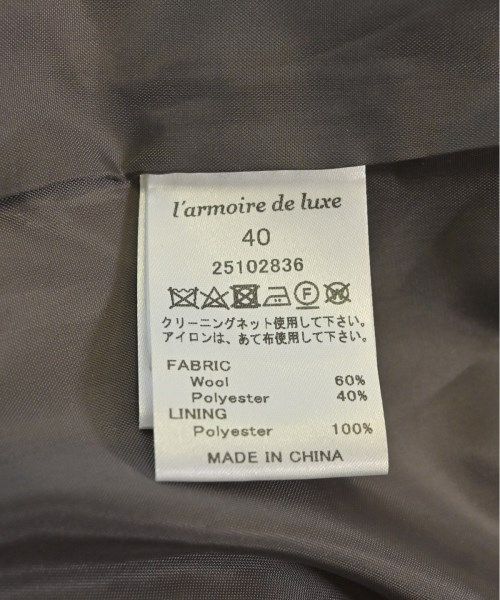 l'armoire de luxe
40
25102836
クリーニングネット使用して下さい。
アイロンは、あて布使用して下さい。
FABRIC
Wool 60%
Polyester 40%
LINING
Polyester 100%
MADE IN CHINA